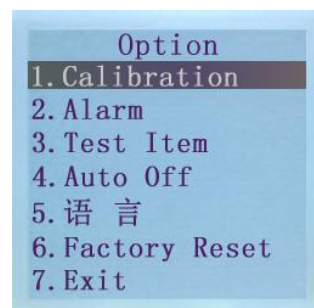 Option
1.Calibration
2.Alarm
3.Test Item
4.Auto Off
5.语 言
6.Factory Reset
7.Exit